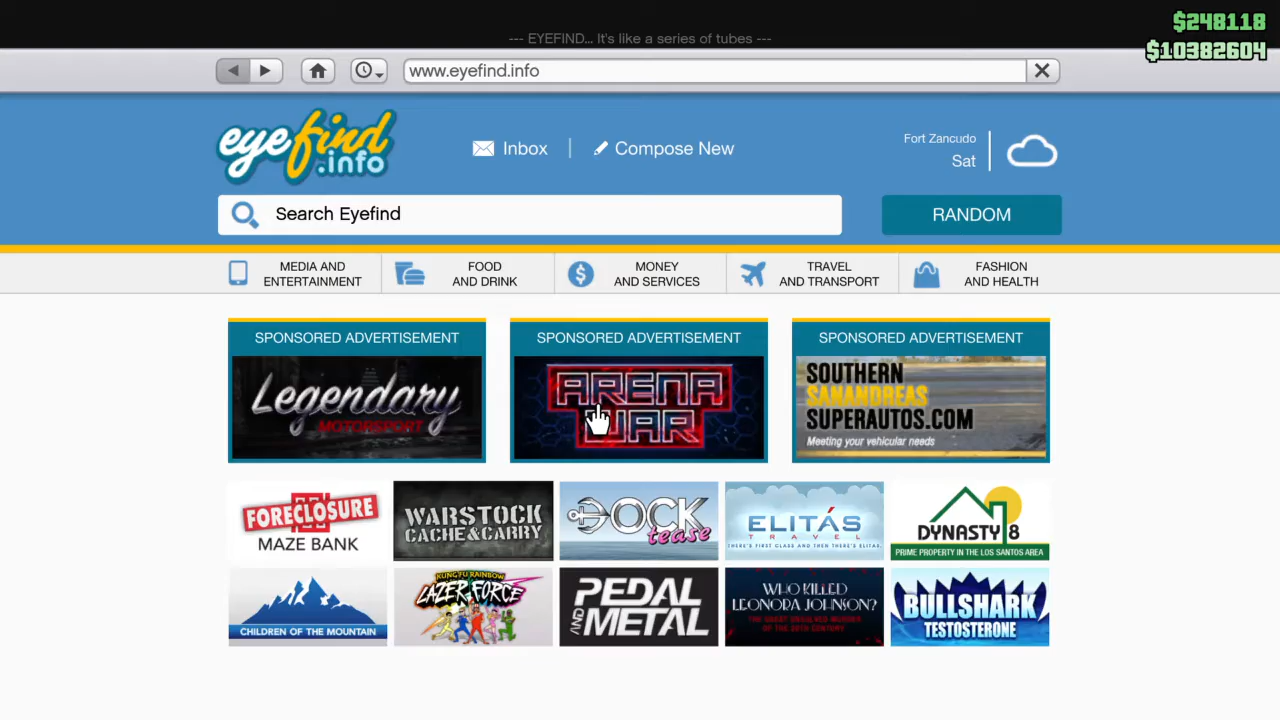 $248118
--- EYEFIND... It's like a series of tubes ---
$10382604
www.eyefind.info
eyefind
.info
Inbox
Compose New
Fort Zancudo
Sat
Search Eyefind
RANDOM
MEDIA AND
ENTERTAINMENT
FOOD
AND DRINK
MONEY
AND SERVICES
TRAVEL
AND TRANSPORT
FASHION
AND HEALTH
SPONSORED ADVERTISEMENT
Legendary
MOTORSPORT
SPONSORED ADVERTISEMENT
ARENA
WAR
SPONSORED ADVERTISEMENT
SOUTHERN
SANANDREAS
SUPERAUTOS.COM
Meeting your vehicular needs
FORECLOSURE
MAZE BANK
WARSTOCK
CACHE&CARRY
DOCK
tease
ELITÁS
TRAVEL
THERE'S FIRST CLASS AND THEN THERE'S ELITÁS.
DYNASTY 8
PRIME PROPERTY IN THE LOS SANTOS AREA
CHILDREN OF THE MOUNTAIN
KUNG FU RAINBOW
LAZER FORCE
PEDAL
AND METAL
WHO KILLED
LEONORA JOHNSON?
THE GREAT UNSOLVED MURDER
OF THE 20TH CENTURY
BULLSHARK
TESTOSTERONE